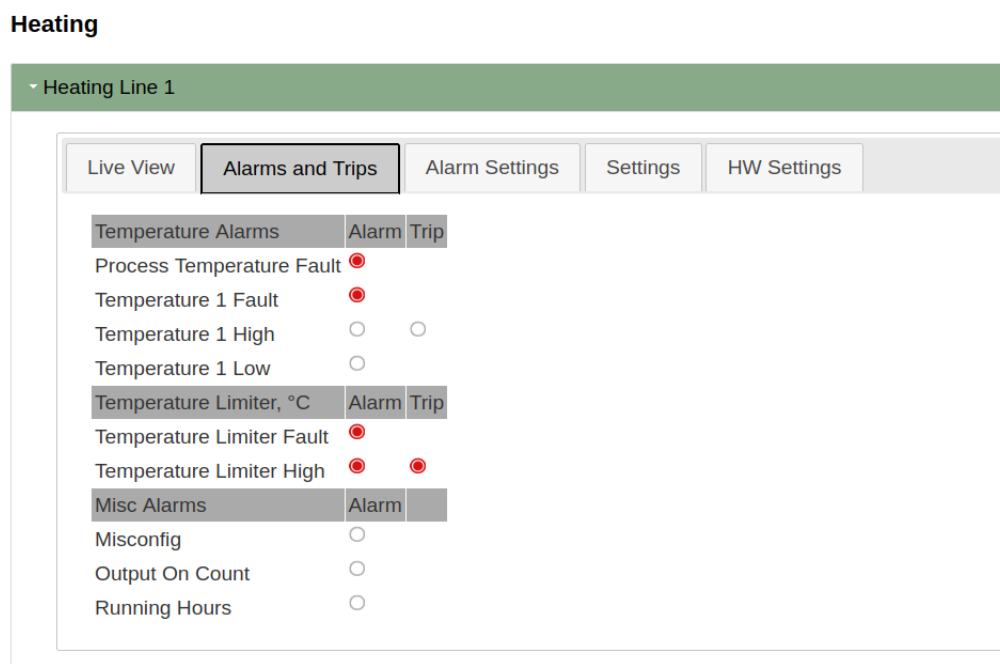 Heating
Heating Line 1
Live View Alarms and Trips Alarm Settings Settings HW Settings
Temperature Alarms Alarm Trip
Process Temperature Fault
Temperature 1 Fault
Temperature 1 High
Temperature 1 Low
Temperature Limiter, °C Alarm Trip
Temperature Limiter Fault
Temperature Limiter High
Misc Alarms Alarm
Misconfig
Output On Count
Running Hours